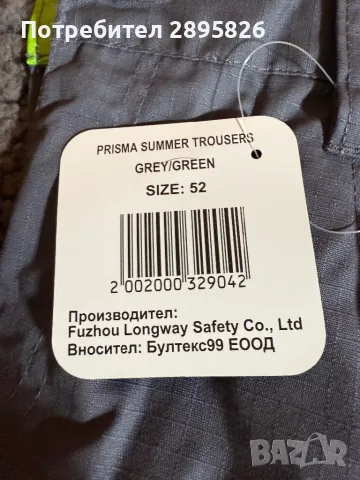 Потребител 2895826
PRISMA SUMMER TROUSERS
GREY/GREEN
SIZE: 52
2 002000 329042
Производител:
Fuzhou Longway Safety Co., Ltd
Вносител: Бултекс99 ЕООД
BAZAR